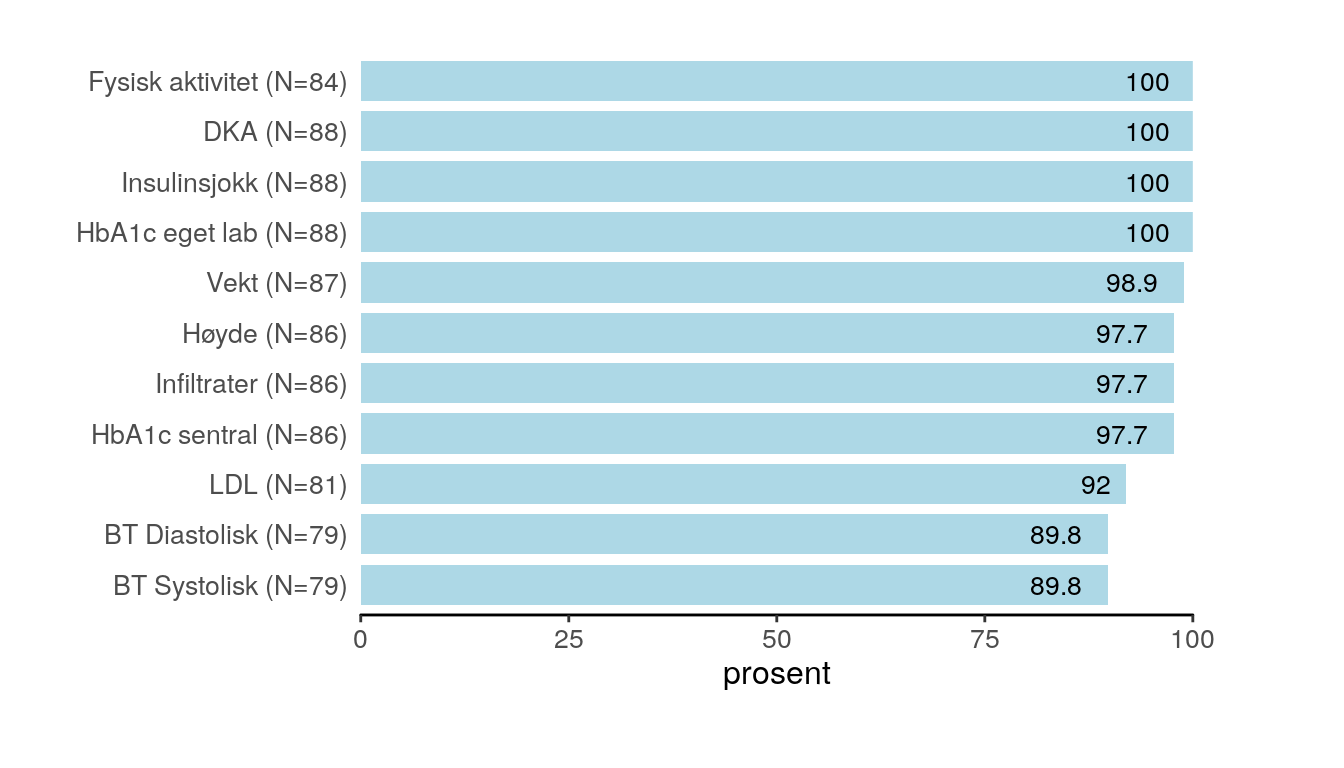 Fysisk aktivitet (N=84) 100
DKA (N=88) 100
Insulinsjokk (N=88) 100
HbA1c eget lab (N=88) 100
Vekt (N=87) 98.9
Høyde (N=86) 97.7
Infiltrater (N=86) 97.7
HbA1c sentral (N=86) 97.7
LDL (N=81) 92
BT Diastolisk (N=79) 89.8
BT Systolisk (N=79) 89.8
0 25 50 75 100
prosent